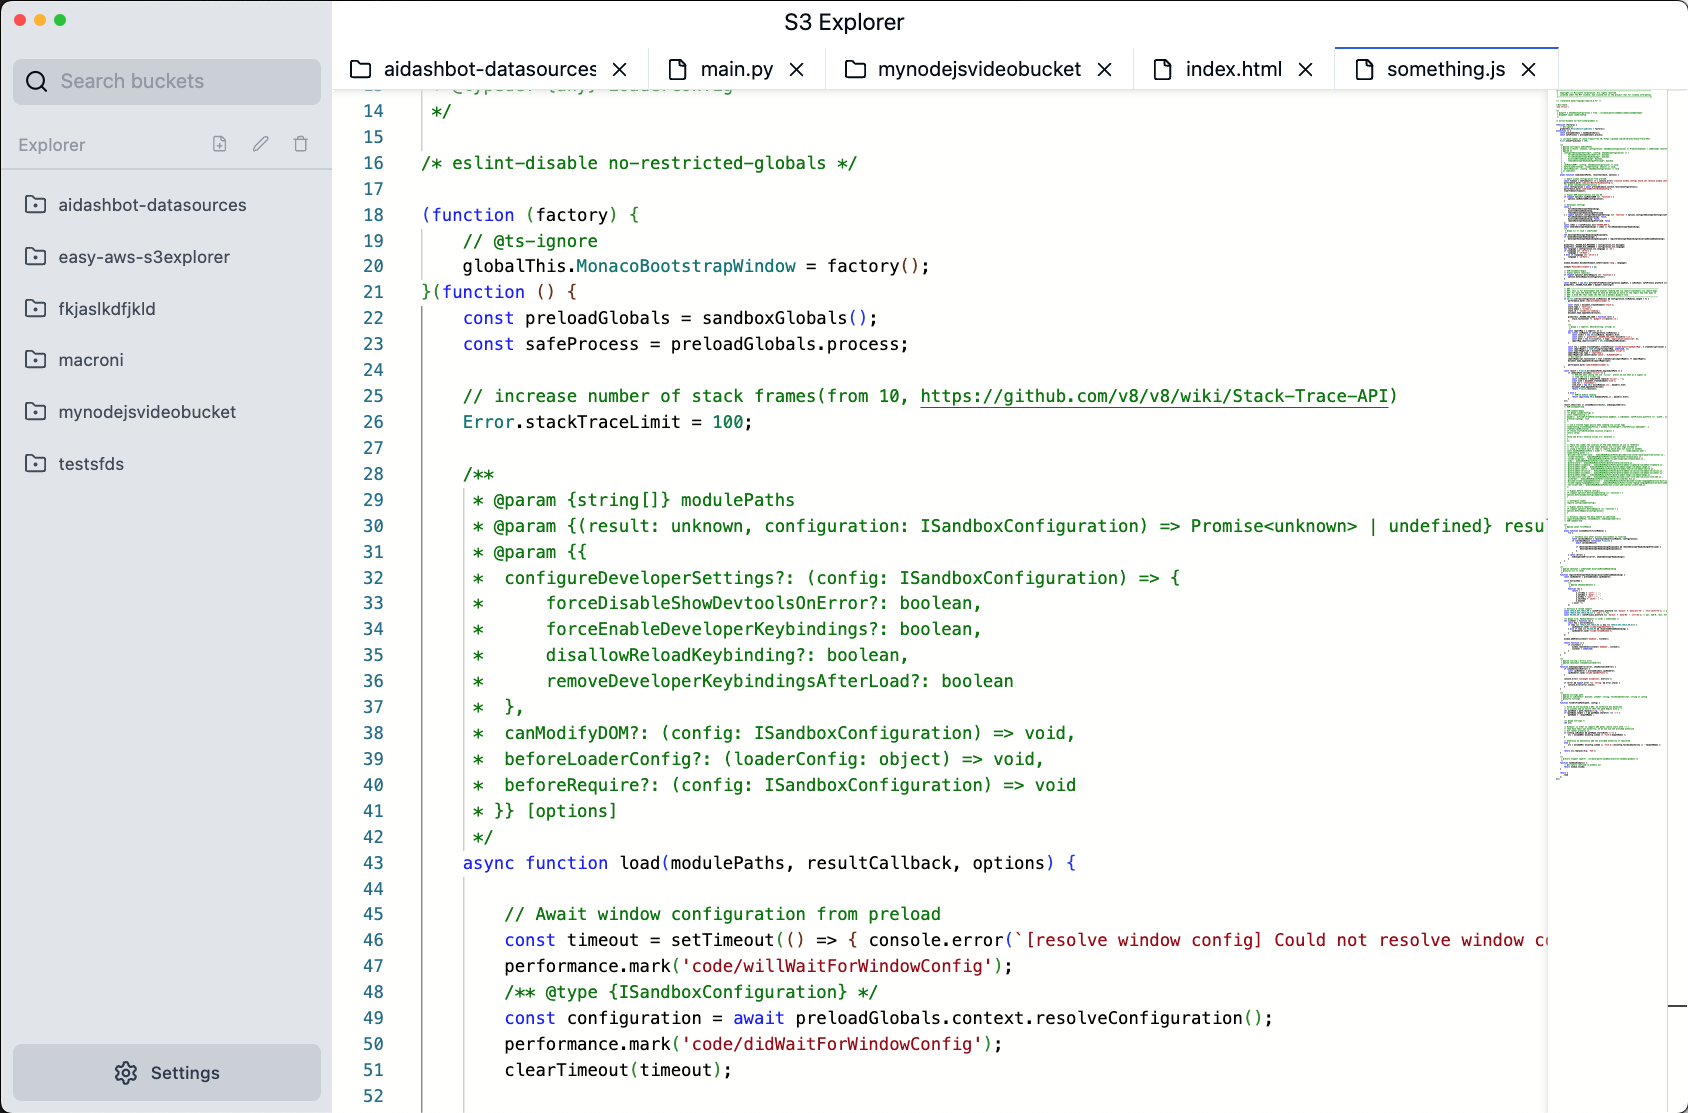 S3 Explorer
Search buckets
aidashbot-datasources
main.py
mynodejsvideobucket
index.html
something.js
Explorer
aidashbot-datasources
easy-aws-s3explorer
fkjaslkdfjkld
macroni
mynodejsvideobucket
testsfds
Settings
14 */
15
16 /* eslint-disable no-restricted-globals */
17
18 (function (factory) {
19 // @ts-ignore
20 globalThis.MonacoBootstrapWindow = factory();
21 }(function () {
22 const preloadGlobals = sandboxGlobals();
23 const safeProcess = preloadGlobals.process;
24
25 // increase number of stack frames(from 10, https://github.com/v8/v8/wiki/Stack-Trace-API)
26 Error.stackTraceLimit = 100;
27
28 /**
29 * @param {string[]} modulePaths
30 * @param {(result: unknown, configuration: ISandboxConfiguration) => Promise<unknown> | undefined} resu
31 * @param {{
32 * configureDeveloperSettings?: (config: ISandboxConfiguration) => {
33 * forceDisableShowDevtoolsOnError?: boolean,
34 * forceEnableDeveloperKeybindings?: boolean,
35 * disallowReloadKeybinding?: boolean,
36 * removeDeveloperKeybindingsAfterLoad?: boolean
37 * },
38 * canModifyDOM?: (config: ISandboxConfiguration) => void,
39 * beforeLoaderConfig?: (loaderConfig: object) => void,
40 * beforeRequire?: (config: ISandboxConfiguration) => void
41 * }} [options]
42 */
43 async function load(modulePaths, resultCallback, options) {
44
45 // Await window configuration from preload
46 const timeout = setTimeout(() => { console.error(`[resolve window config] Could not resolve window c
47 performance.mark('code/willWaitForWindowConfig');
48 /** @type {ISandboxConfiguration} */
49 const configuration = await preloadGlobals.context.resolveConfiguration();
50 performance.mark('code/didWaitForWindowConfig');
51 clearTimeout(timeout);
52